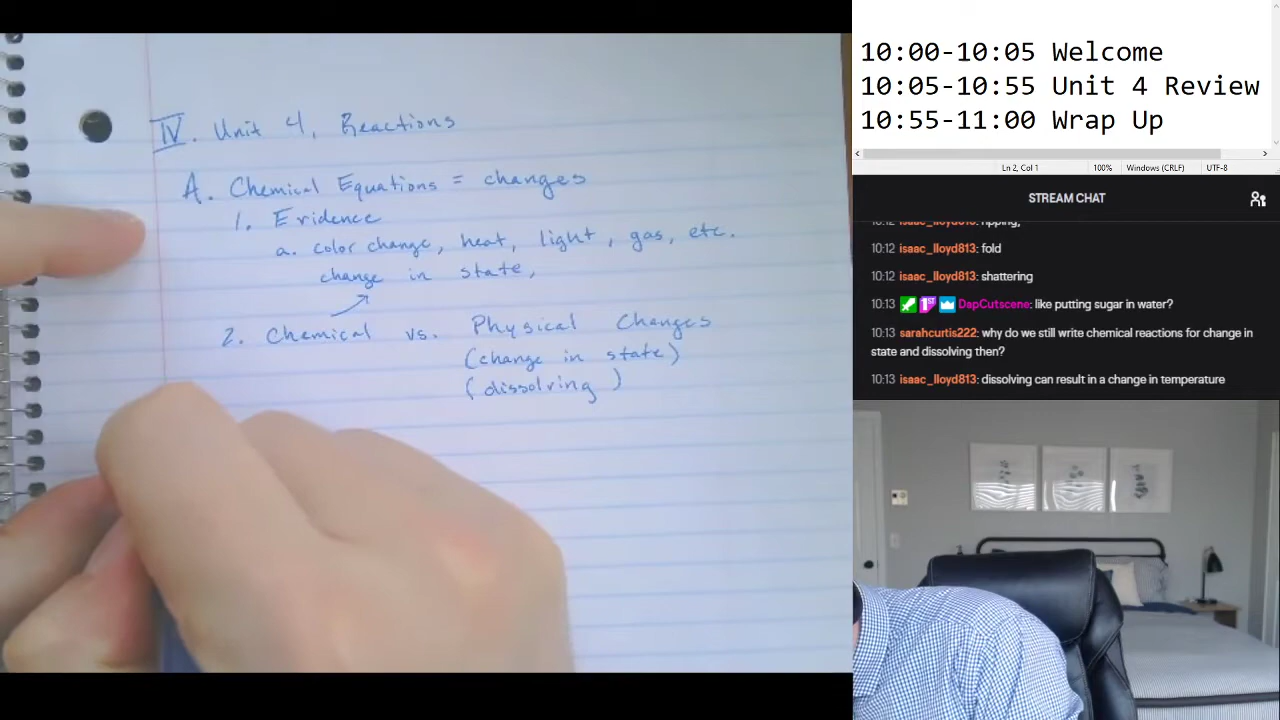 IV. Unit 4, Reactions
A. Chemical Equations = changes
1. Evidence
a. color change, heat, light, gas, etc.
change in state,
2. Chemical vs. Physical Changes
(change in state)
(dissolving)
10:00-10:05 Welcome
10:05-10:55 Unit 4 Review
10:55-11:00 Wrap Up
Ln 2, Col 1 100% Windows (CRLF) UTF-8
STREAM CHAT
10:12 isaac_lloyd813: ripping,
10:12 isaac_lloyd813: fold
10:12 isaac_lloyd813: shattering
10:13 1ST DapCutscene: like putting sugar in water?
10:13 sarahcurtis222: why do we still write chemical reactions for change in
state and dissolving then?
10:13 isaac_lloyd813: dissolving can result in a change in temperature